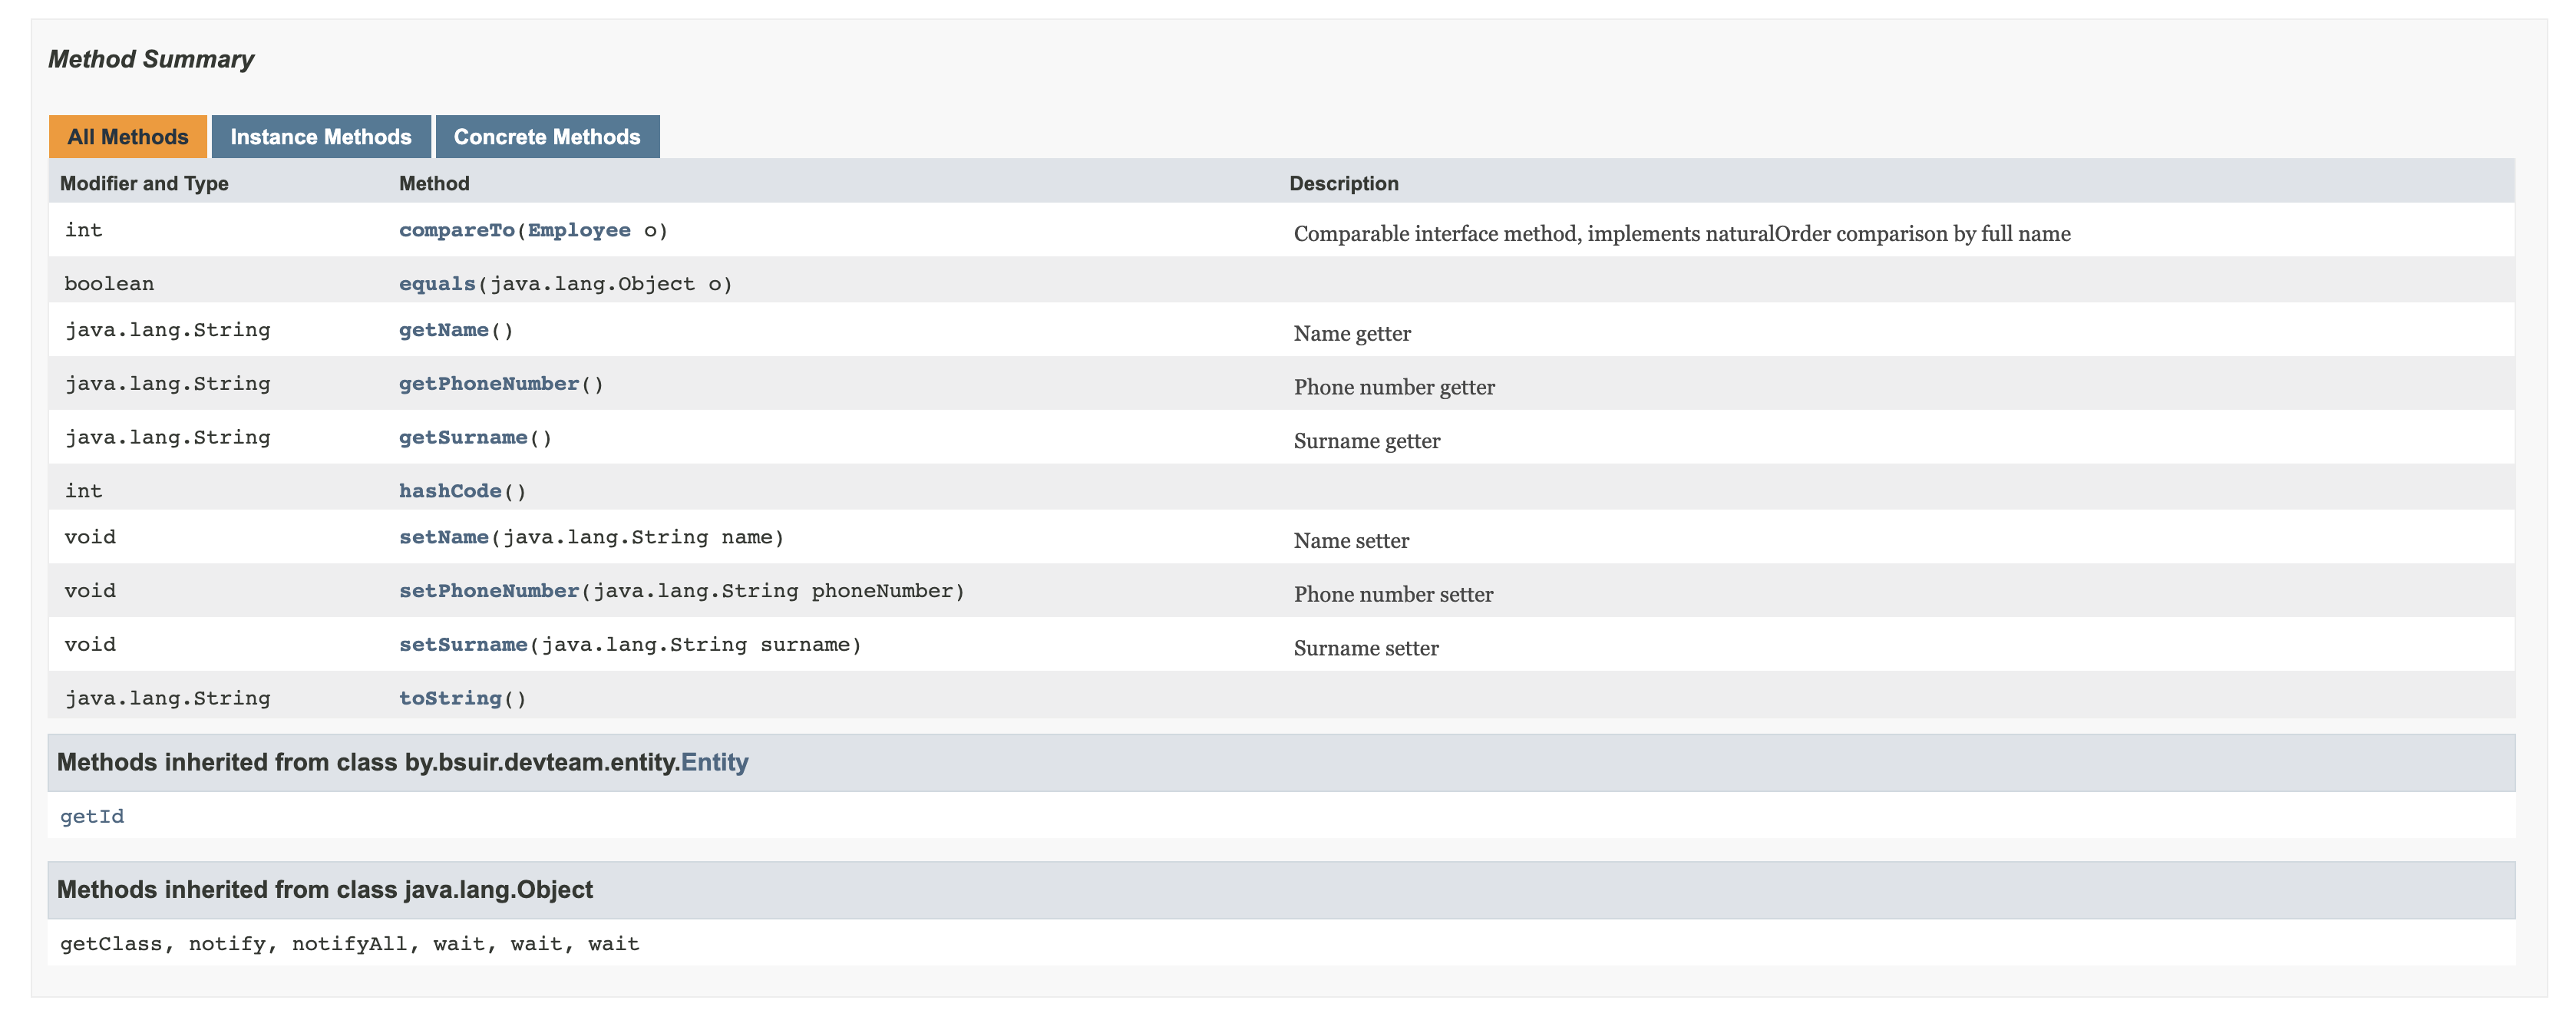 Method Summary
All Methods Instance Methods Concrete Methods
Modifier and Type Method Description
int compareTo(Employee o) Comparable interface method, implements naturalOrder comparison by full name
boolean equals(java.lang.Object o)
java.lang.String getName() Name getter
java.lang.String getPhoneNumber() Phone number getter
java.lang.String getSurname() Surname getter
int hashCode()
void setName(java.lang.String name) Name setter
void setPhoneNumber(java.lang.String phoneNumber) Phone number setter
void setSurname(java.lang.String surname) Surname setter
java.lang.String toString()
Methods inherited from class by.bsuir.devteam.entity.Entity
getId
Methods inherited from class java.lang.Object
getClass, notify, notifyAll, wait, wait, wait